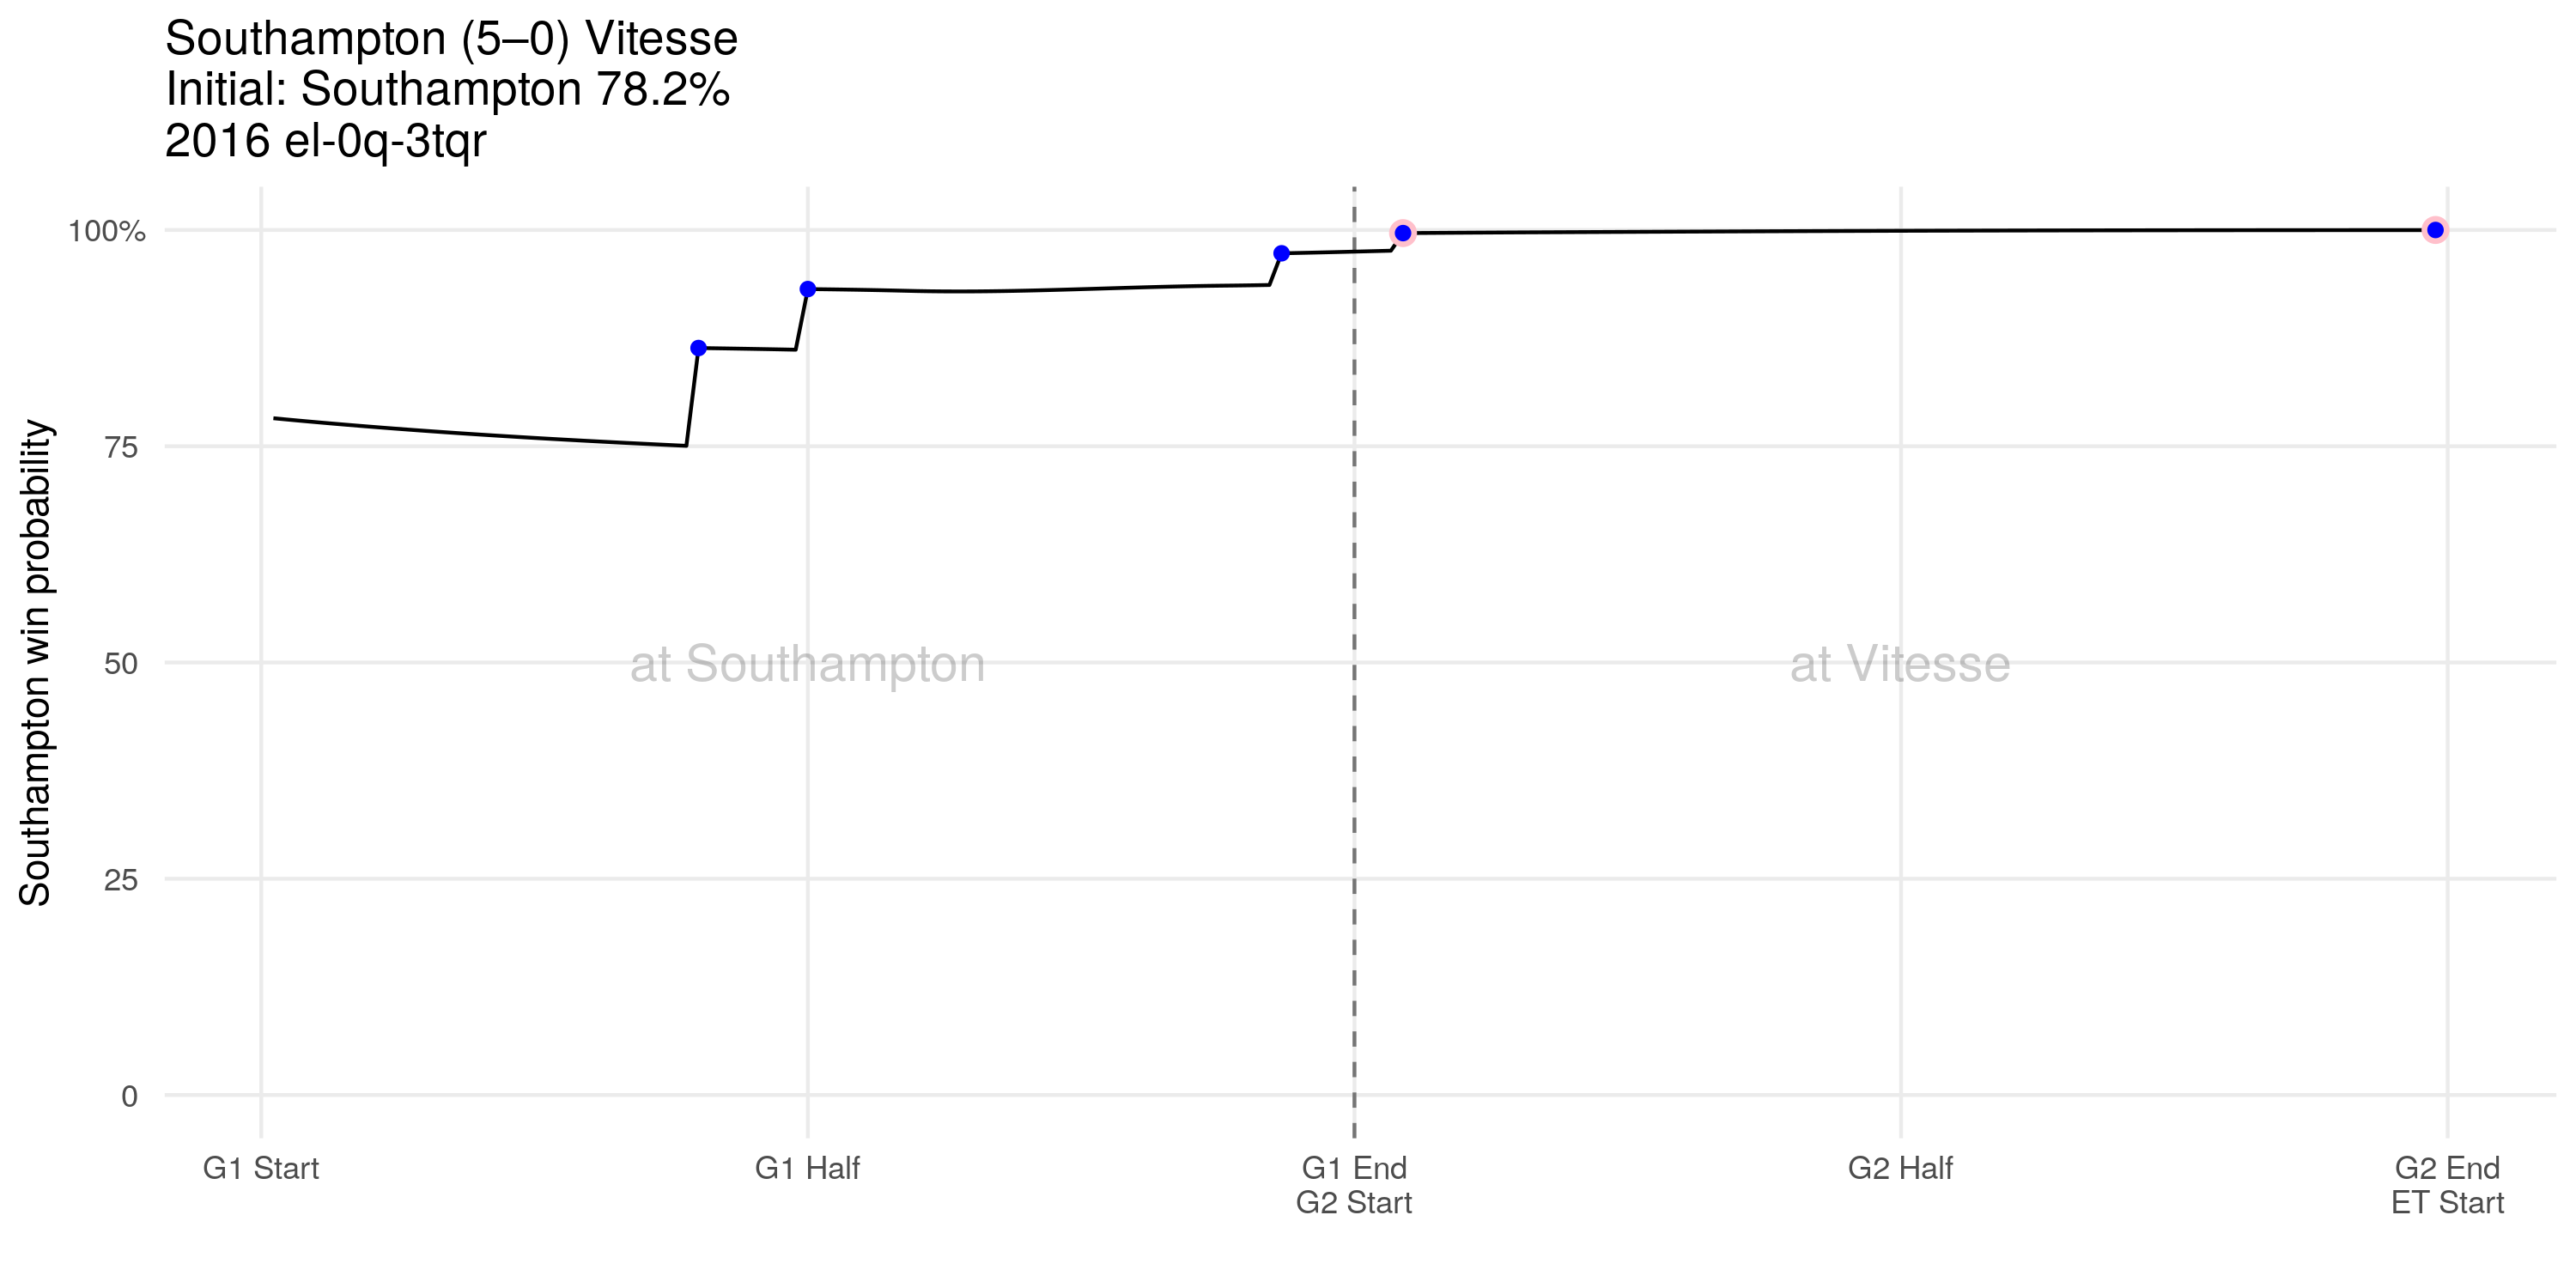 Southampton (5–0) Vitesse
Initial: Southampton 78.2%
2016 el-0q-3tqr
Southampton win probability
100%
75
50
25
0
at Southampton
at Vitesse
G1 Start
G1 Half
G1 End
G2 Start
G2 Half
G2 End
ET Start